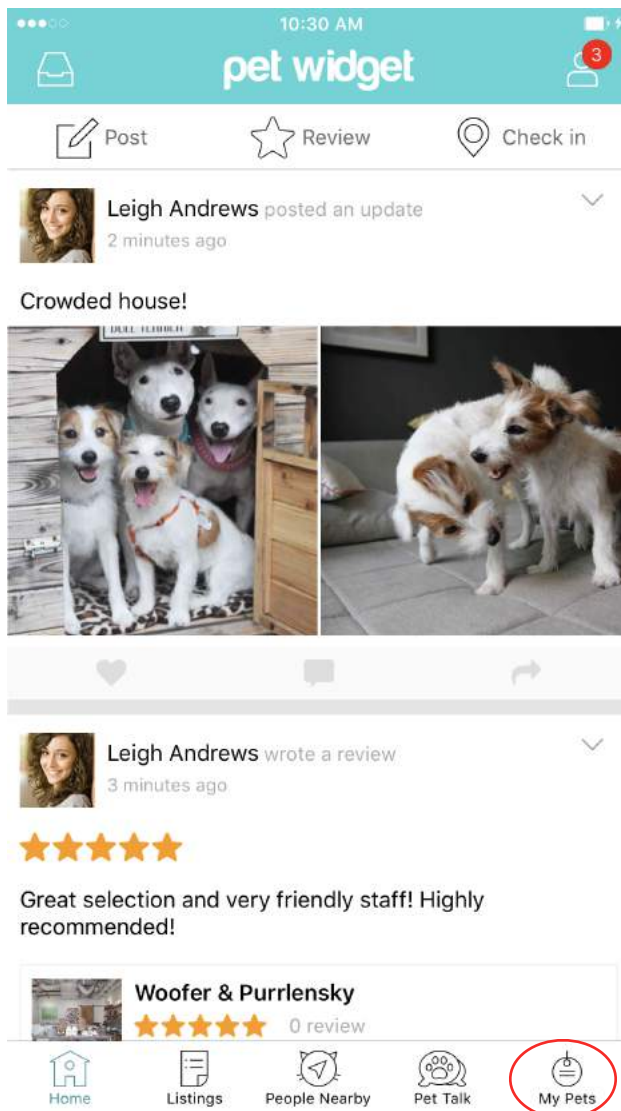 10:30 AM
pet widget
3
Post
Review
Check in
Leigh Andrews posted an update
2 minutes ago
Crowded house!
BULL TERRIER
Leigh Andrews wrote a review
3 minutes ago
Great selection and very friendly staff! Highly
recommended!
Woofer & Purrlensky
0 review
Home
Listings
People Nearby
Pet Talk
My Pets